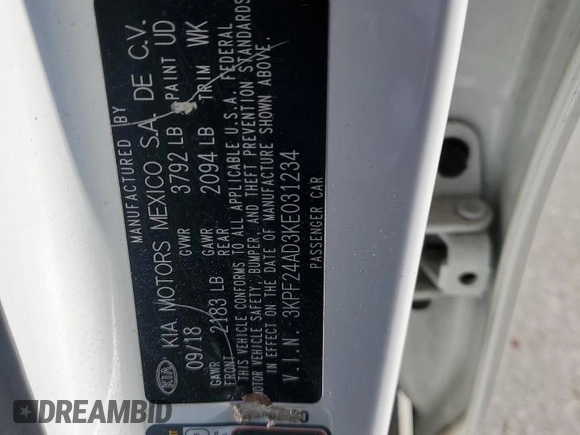 MANUFACTURED BY
KIA MOTORS MEXICO S.A. DE C.V.
09/18 GVWR 3792 LB PAINT UD
GAWR FRONT 2183 LB GAWR REAR 2094 LB TRIM WK
THIS VEHICLE CONFORMS TO ALL APPLICABLE U.S.A. FEDERAL
MOTOR VEHICLE SAFETY, BUMPER, AND THEFT PREVENTION STANDARDS
IN EFFECT ON THE DATE OF MANUFACTURE SHOWN ABOVE.
V.I.N. 3KPF24AD3KE031234
PASSENGER CAR
KIA
DREAMBID